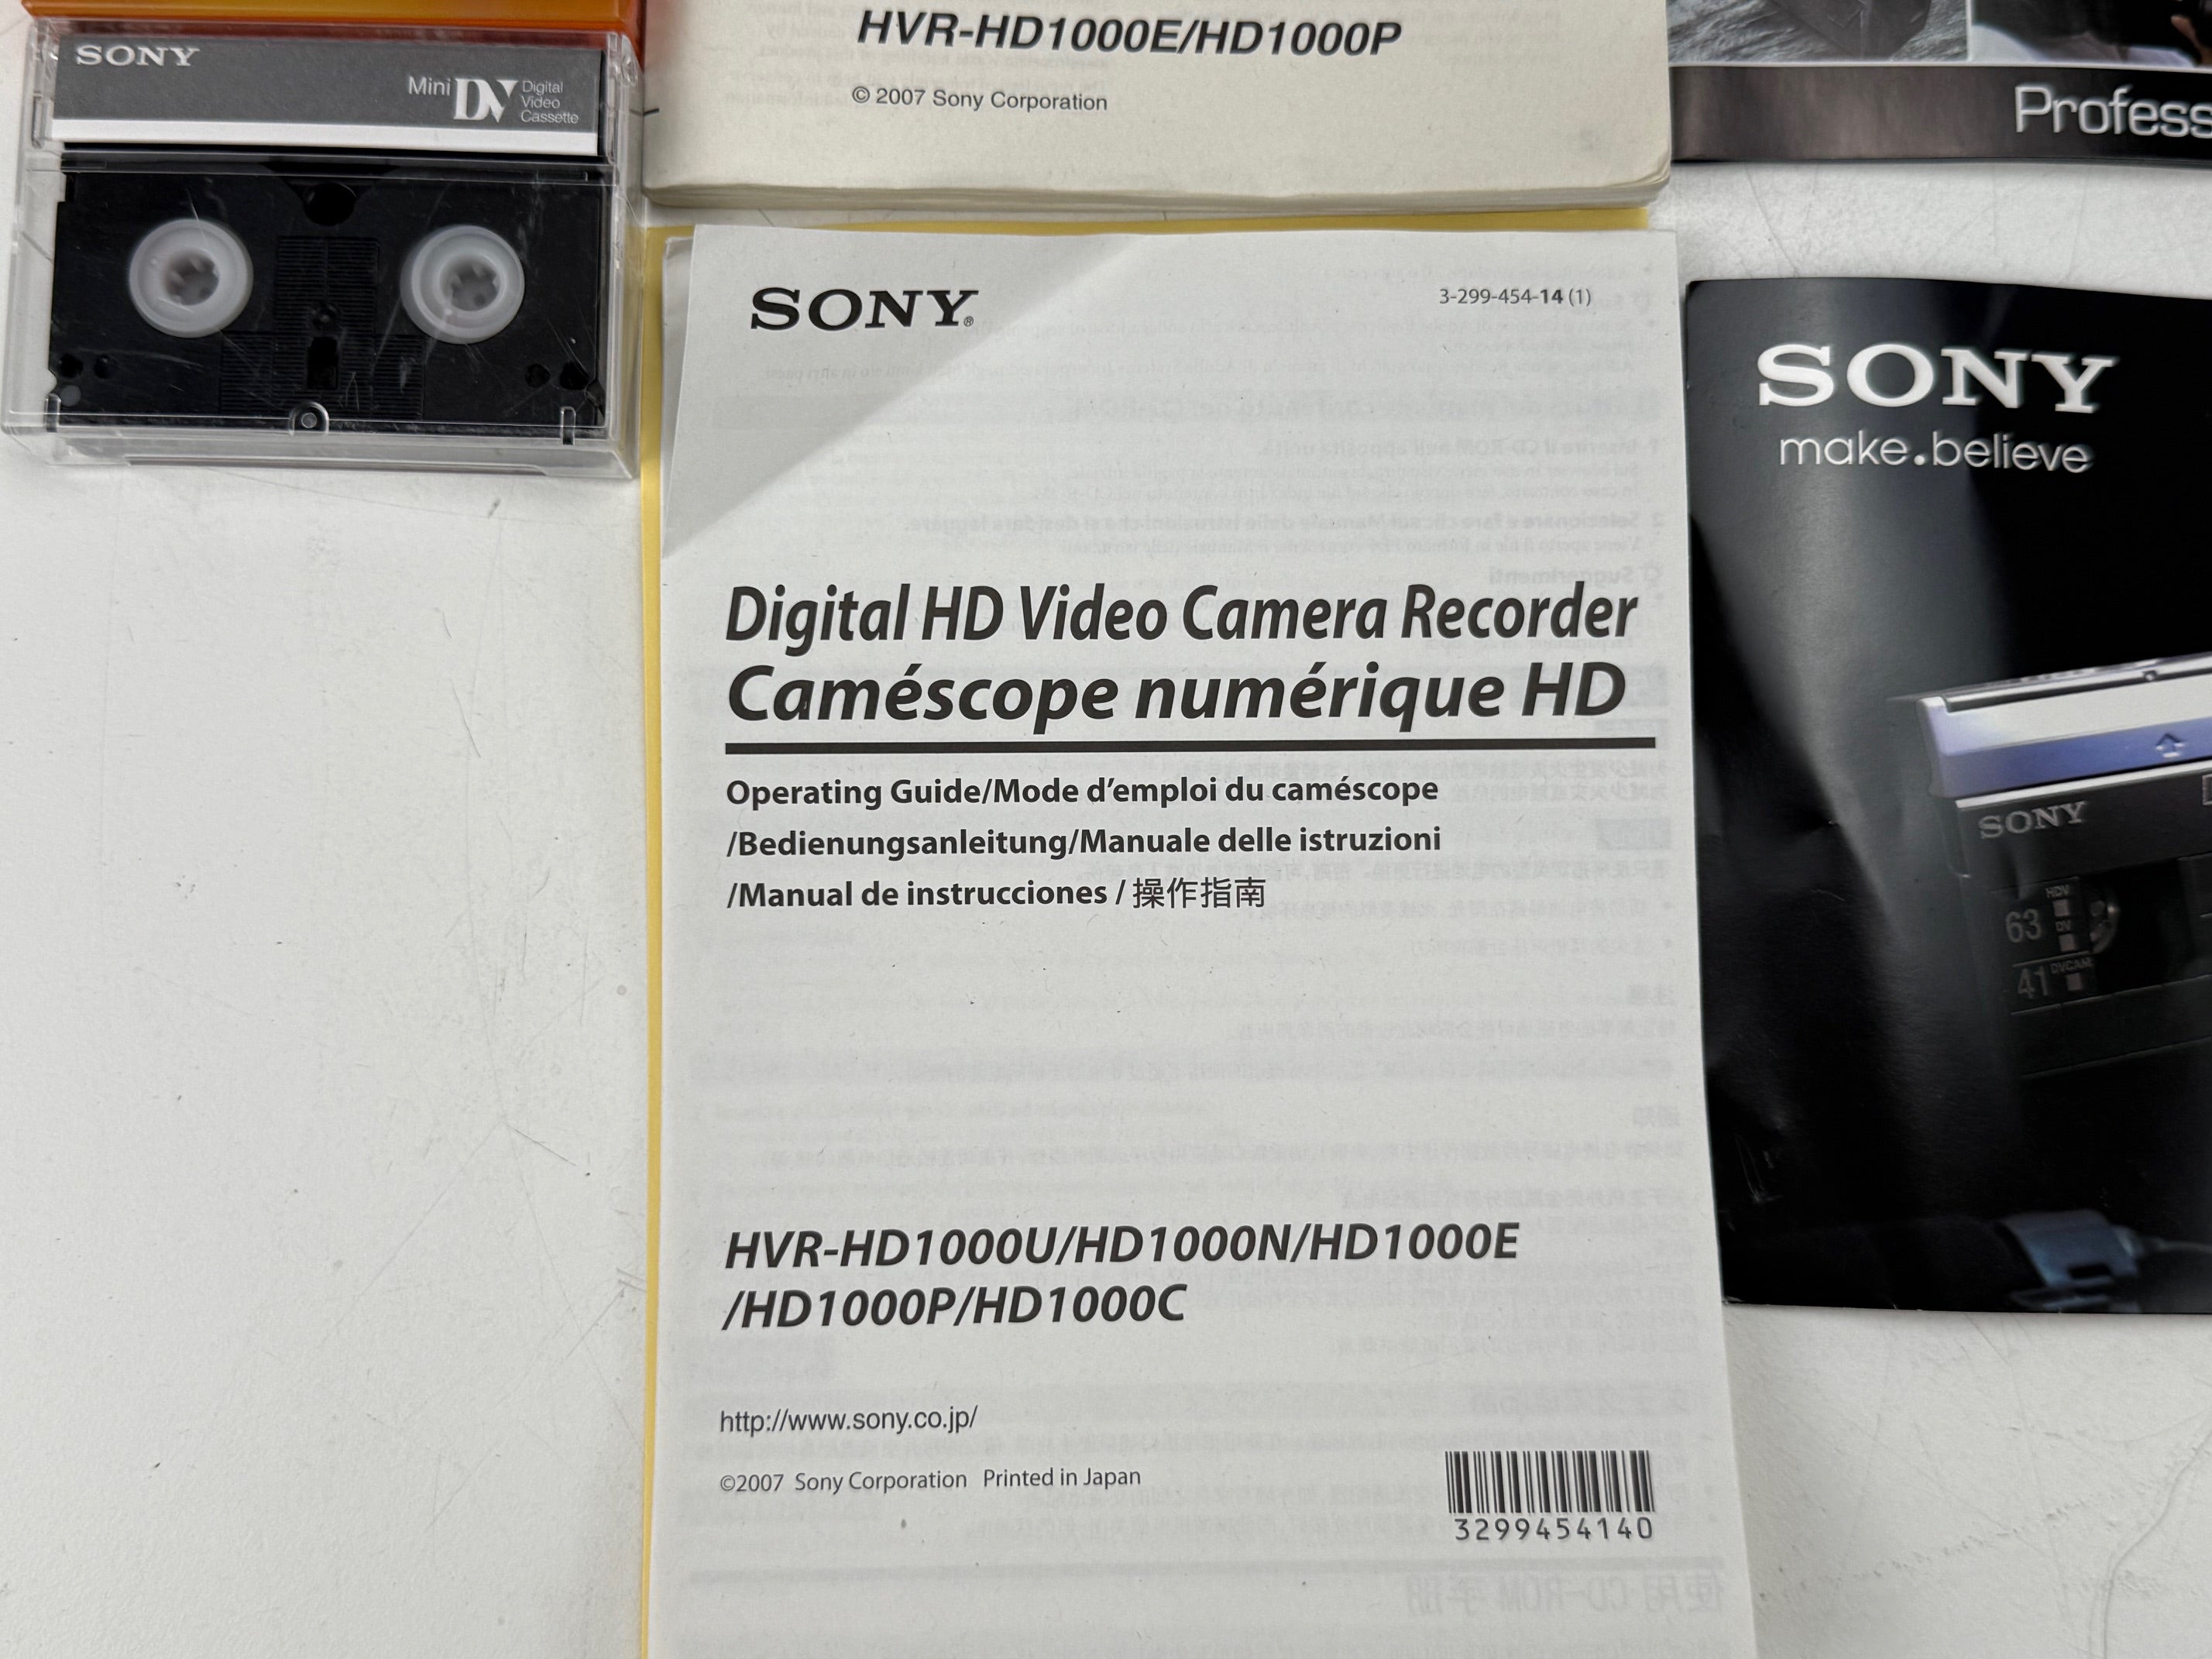 SONY
Mini DV Digital
Video
Cassette
HVR-HD1000E/HD1000P
© 2007 Sony Corporation
Profess
SONY®
3-299-454-14 (1)
Digital HD Video Camera Recorder
Caméscope numérique HD
Operating Guide/Mode d'emploi du caméscope
/Bedienungsanleitung/Manuale delle istruzioni
/Manual de instrucciones / 操作指南
HVR-HD1000U/HD1000N/HD1000E
/HD1000P/HD1000C
http://www.sony.co.jp/
©2007 Sony Corporation Printed in Japan
3299454140
SONY
make.believe
SONY
HDV
63
DV
41
DVCAM